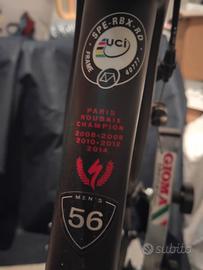 SPE-RBX-RD
UCI
FRAME
PARIS
ROUBAIX
CHAMPION
2008-2009
2010-2012
2014
MEN'S
56
GIOMA
subito